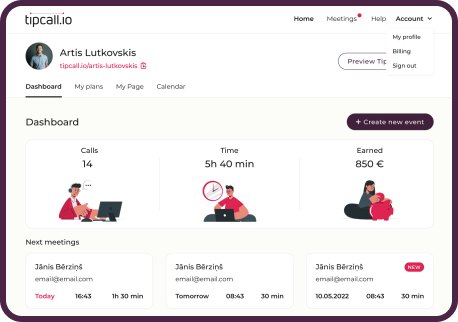 tipcall.io
Home Meetings Help Account
My profile
Billing
Sign out
Artis Lutkovskis
tipcall.io/artis-lutkovskis
Preview Tip
Dashboard My plans My Page Calendar
Dashboard
+ Create new event
Calls Time Earned
14 5h 40 min 850 €
Next meetings
Jānis Bērziņš Jānis Bērziņš Jānis Bērziņš NEW
email@email.com email@email.com email@email.com
Today 16:43 1h 30 min Tomorrow 08:43 30 min 10.05.2022 08:43 30 min